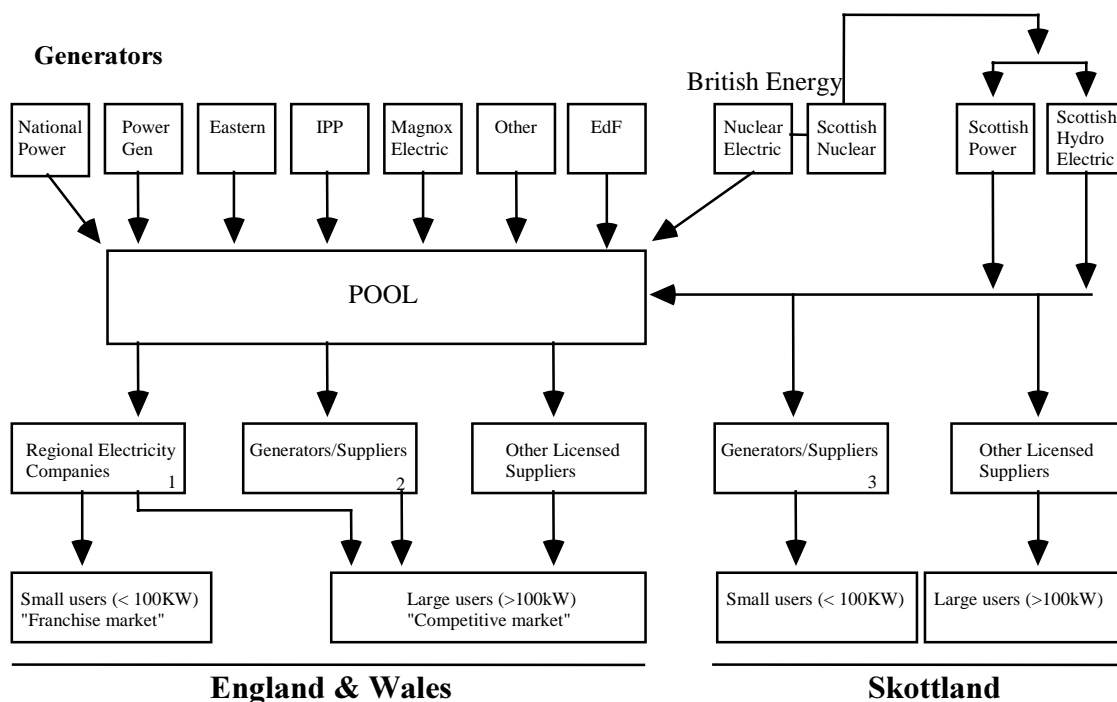 Generators
British Energy
National
Power
Power
Gen
Eastern
IPP
Magnox
Electric
Other
EdF
Nuclear
Electric
Scottish
Nuclear
Scottish
Power
Scottish
Hydro
Electric
POOL
Regional Electricity
Companies
1
Generators/Suppliers
2
Other Licensed
Suppliers
Generators/Suppliers
3
Other Licensed
Suppliers
Small users (< 100KW)
"Franchise market"
Large users (>100kW)
"Competitive market"
Small users (< 100KW)
Large users (>100kW)
England & Wales
Skottland